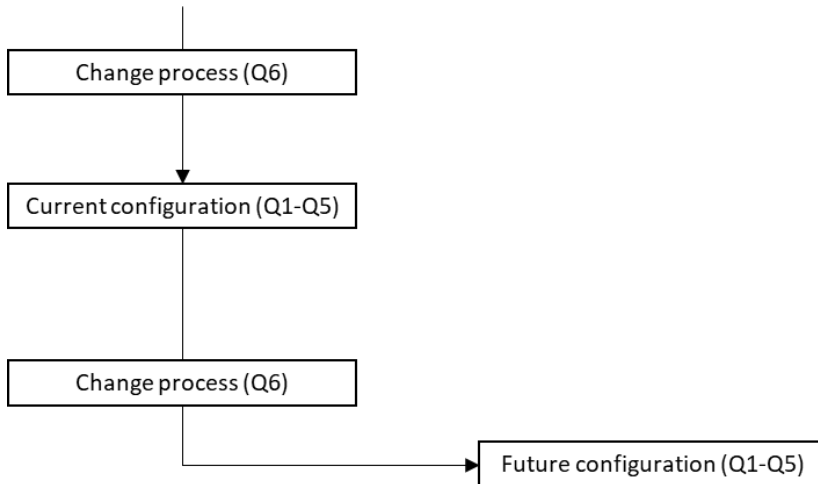 Change process (Q6)
Current configuration (Q1-Q5)
Change process (Q6)
Future configuration (Q1-Q5)